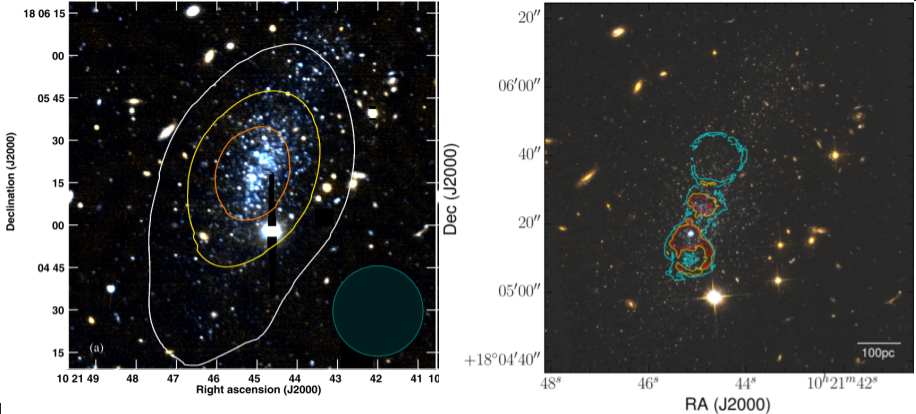 18 06 15
00
05 45
30
15
00
04 45
30
15
Declination (J2000)
(a)
10 21 49 48 47 46 45 44 43 42 41 10
Right ascension (J2000)
20"
06'00"
40"
20"
05'00"
+18°04'40"
Dec (J2000)
100pc
48ˢ 46ˢ 44ˢ 10ʰ21ᵐ42ˢ
RA (J2000)